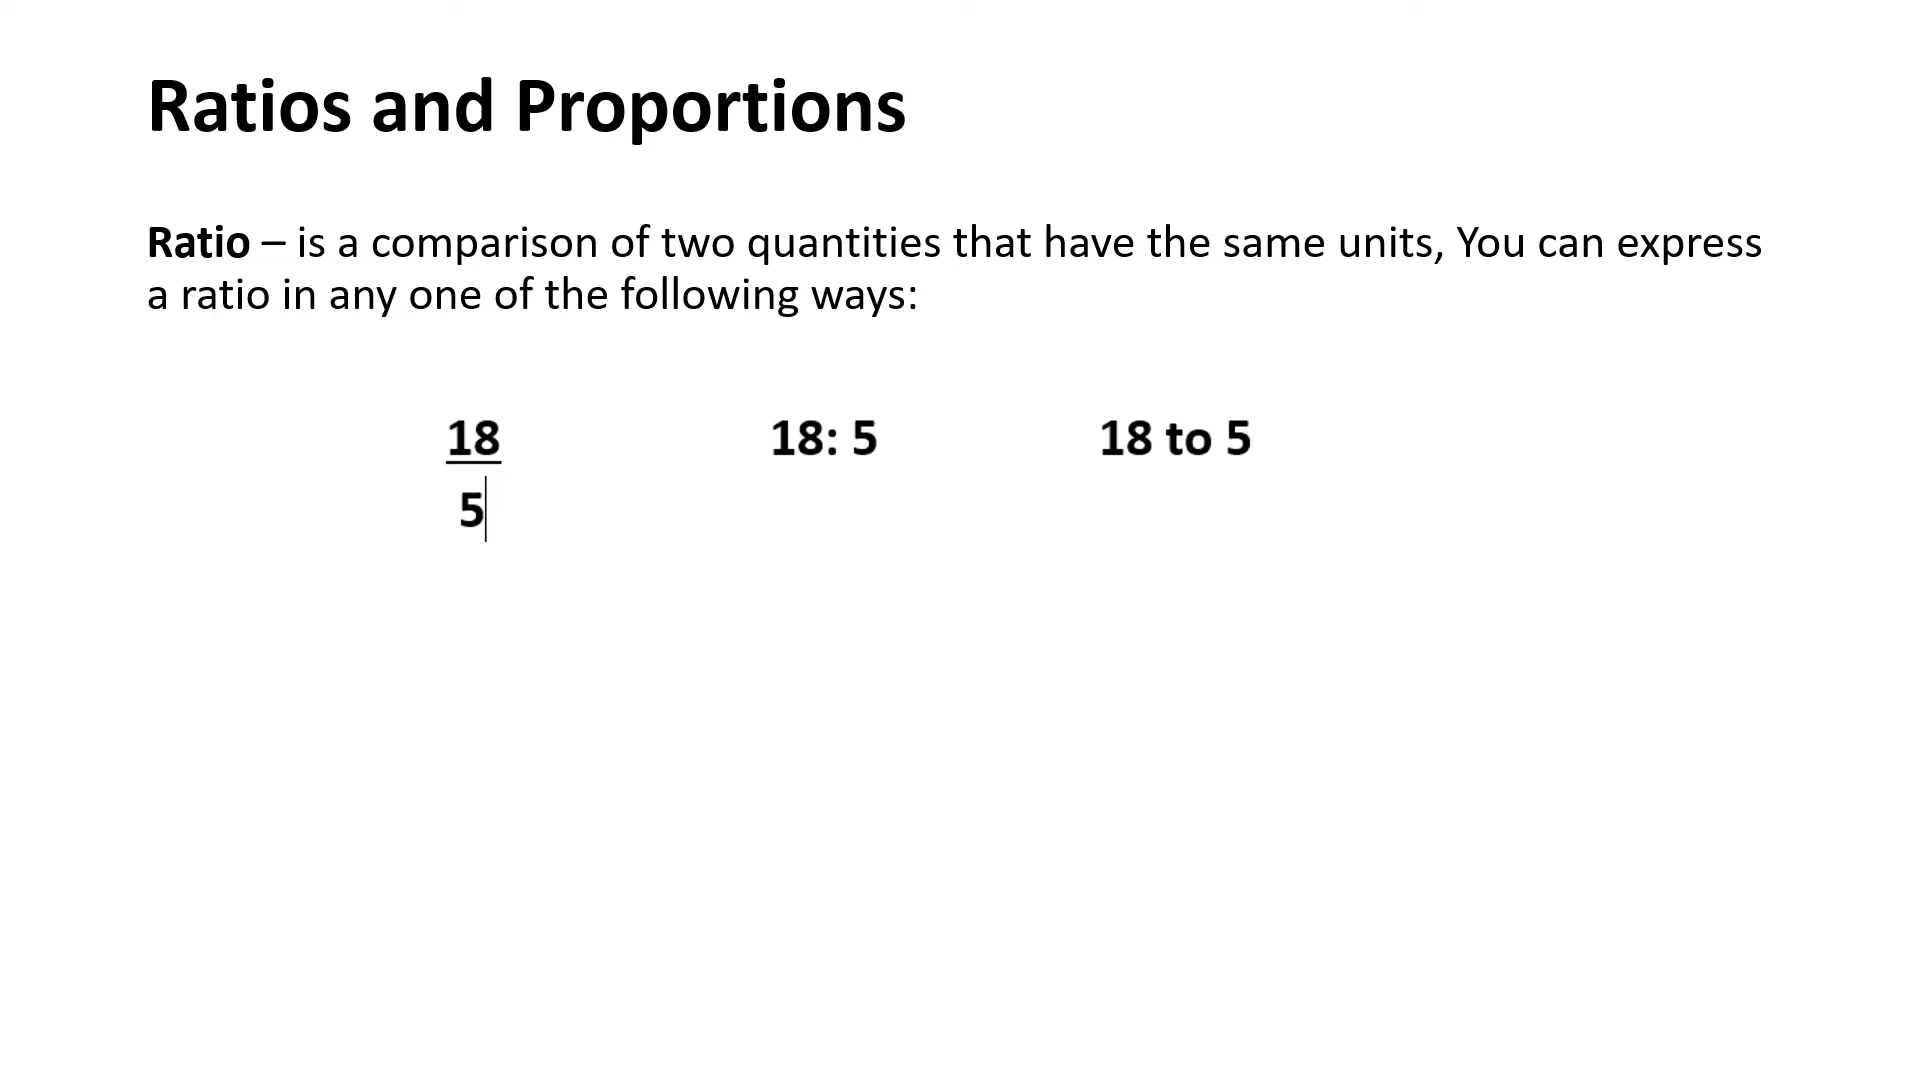 Ratios and Proportions
Ratio – is a comparison of two quantities that have the same units, You can express
a ratio in any one of the following ways:
18 18: 5 18 to 5
5